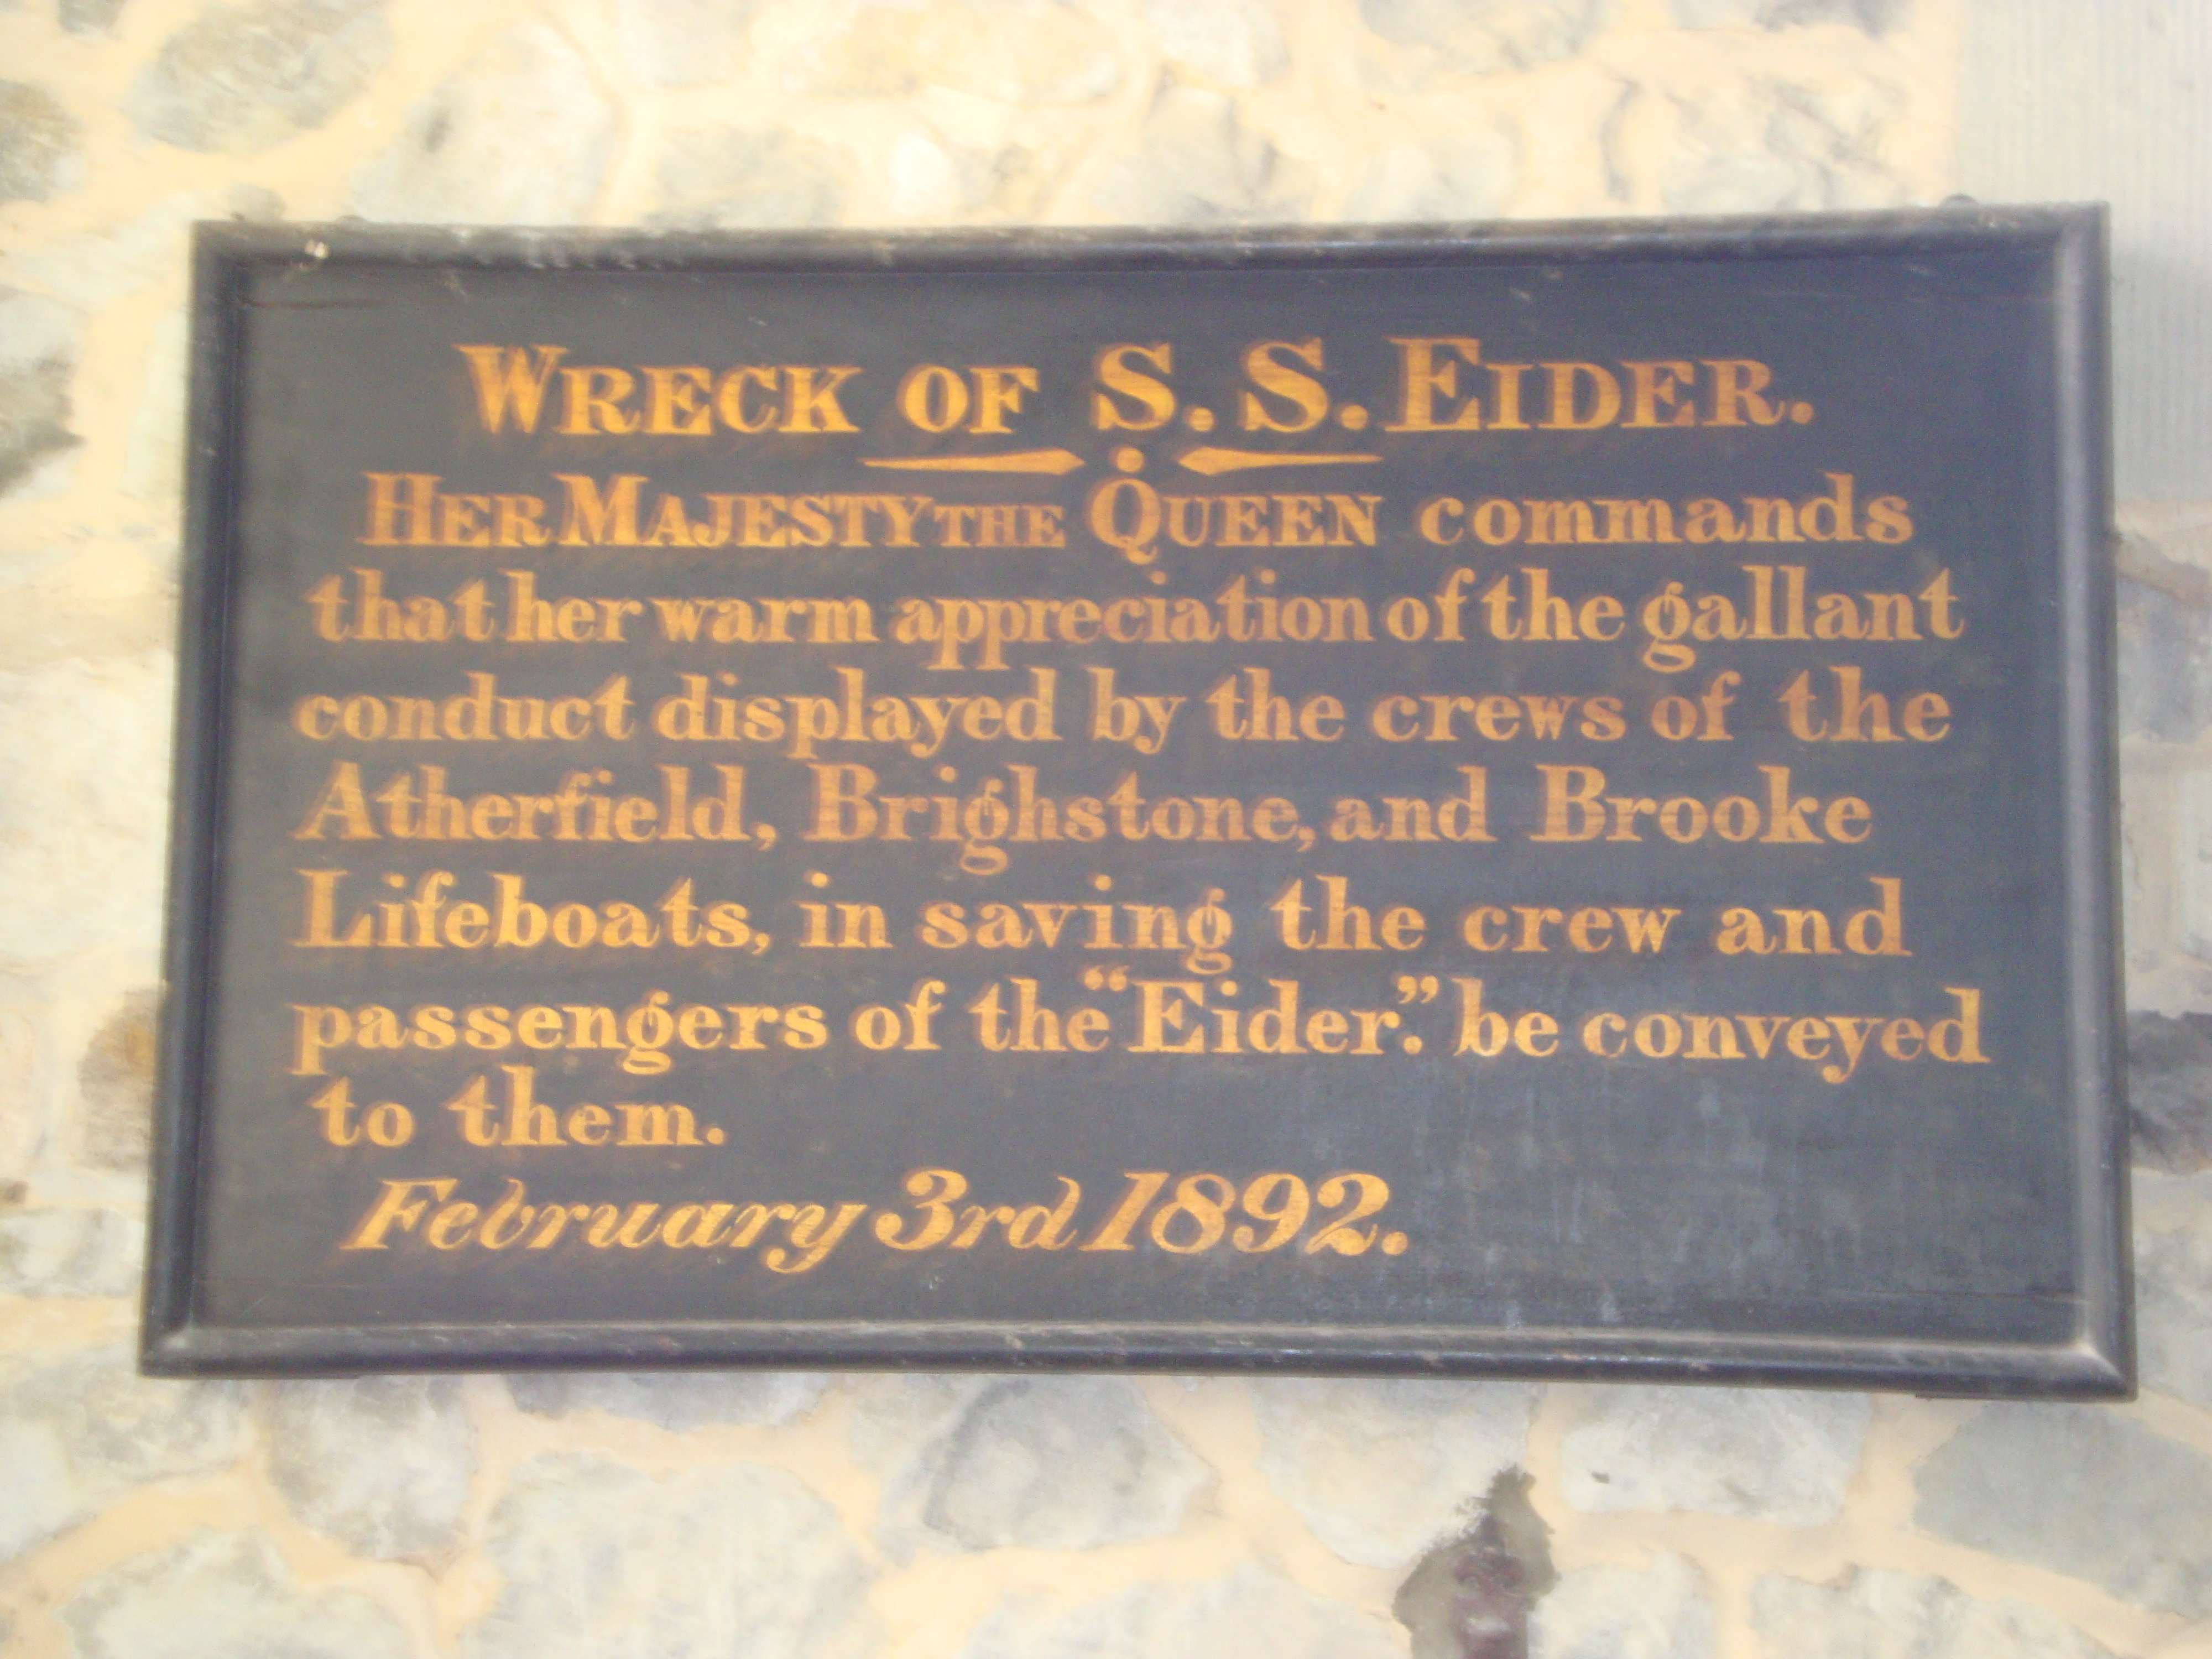 WRECK OF S.S. EIDER.
HER MAJESTY THE QUEEN commands
that her warm appreciation of the gallant
conduct displayed by the crews of the
Atherfield, Brighstone, and Brooke
Lifeboats, in saving the crew and
passengers of the "Eider." be conveyed
to them.
February 3rd 1892.